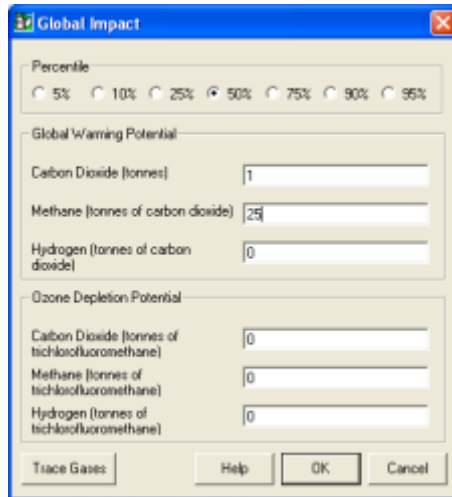 Global Impact
Percentile
5% 10% 25% 50% 75% 90% 95%
Global Warming Potential
Carbon Dioxide (tonnes) 1
Methane (tonnes of carbon dioxide) 25
Hydrogen (tonnes of carbon 0
dioxide)
Ozone Depletion Potential
Carbon Dioxide (tonnes of 0
trichlorofluoromethane)
Methane (tonnes of 0
trichlorofluoromethane)
Hydrogen (tonnes of 0
trichlorofluoromethane)
Trace Gases Help OK Cancel